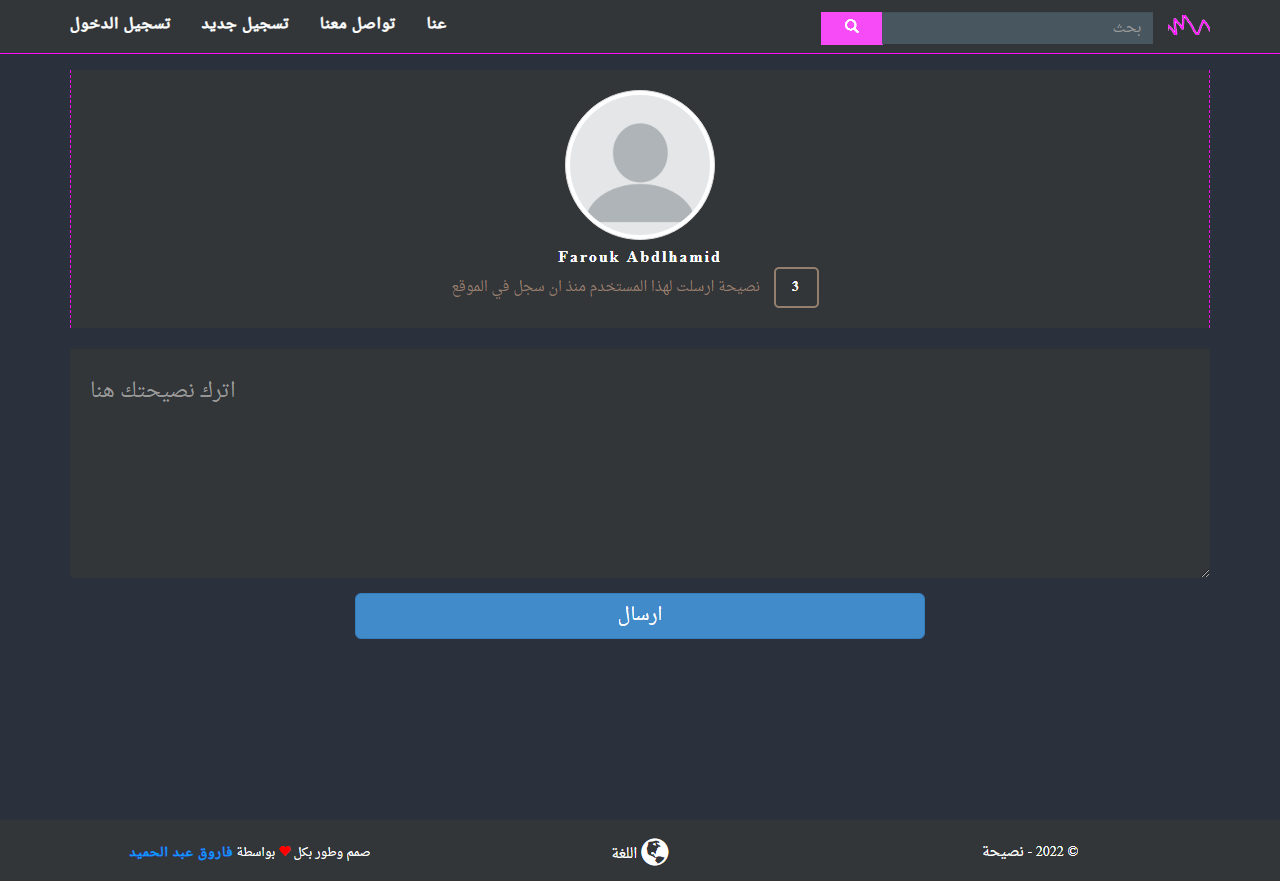 بحث
عنا
تواصل معنا
تسجيل جديد
تسجيل الدخول
Farouk Abdlhamid
3 نصيحة ارسلت لهذا المستخدم منذ ان سجل في الموقع
اترك نصيحتك هنا
ارسال
© 2022 - نصيحة
اللغة
صمم وطور بكل ❤ بواسطة فاروق عبد الحميد